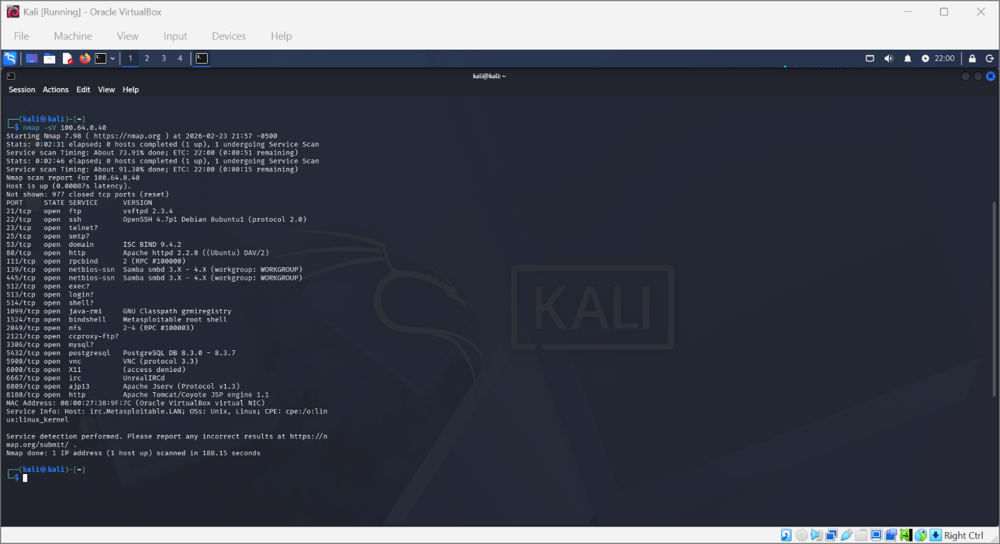 Kali [Running] - Oracle VirtualBox
File Machine View Input Devices Help
1 2 3 4 22:00
kali@kali: ~
Session Actions Edit View Help
┌──(kali㉿kali)-[~]
└─$ nmap -sV 100.64.0.40
Starting Nmap 7.98 ( https://nmap.org ) at 2026-02-23 21:57 -0500
Stats: 0:02:31 elapsed; 0 hosts completed (1 up), 1 undergoing Service Scan
Service scan Timing: About 73.91% done; ETC: 22:00 (0:00:51 remaining)
Stats: 0:02:46 elapsed; 0 hosts completed (1 up), 1 undergoing Service Scan
Service scan Timing: About 91.30% done; ETC: 22:00 (0:00:15 remaining)
Nmap scan report for 100.64.0.40
Host is up (0.00087s latency).
Not shown: 977 closed tcp ports (reset)
PORT     STATE SERVICE      VERSION
21/tcp   open  ftp          vsftpd 2.3.4
22/tcp   open  ssh          OpenSSH 4.7p1 Debian 8ubuntu1 (protocol 2.0)
23/tcp   open  telnet?
25/tcp   open  smtp?
53/tcp   open  domain       ISC BIND 9.4.2
80/tcp   open  http         Apache httpd 2.2.8 ((Ubuntu) DAV/2)
111/tcp  open  rpcbind      2 (RPC #100000)
139/tcp  open  netbios-ssn  Samba smbd 3.X - 4.X (workgroup: WORKGROUP)
445/tcp  open  netbios-ssn  Samba smbd 3.X - 4.X (workgroup: WORKGROUP)
512/tcp  open  exec?
513/tcp  open  login?
514/tcp  open  shell?
1099/tcp open  java-rmi     GNU Classpath grmiregistry
1524/tcp open  bindshell    Metasploitable root shell
2049/tcp open  nfs          2-4 (RPC #100003)
2121/tcp open  ccproxy-ftp?
3306/tcp open  mysql?
5432/tcp open  postgresql   PostgreSQL DB 8.3.0 - 8.3.7
5900/tcp open  vnc          VNC (protocol 3.3)
6000/tcp open  X11          (access denied)
6667/tcp open  irc          UnrealIRCd
8009/tcp open  ajp13        Apache Jserv (Protocol v1.3)
8180/tcp open  http         Apache Tomcat/Coyote JSP engine 1.1
MAC Address: 08:00:27:38:9F:7C (Oracle VirtualBox virtual NIC)
Service Info: Host: irc.Metasploitable.LAN; OSs: Unix, Linux; CPE: cpe:/o:lin
ux:linux_kernel
Service detection performed. Please report any incorrect results at https://n
map.org/submit/ .
Nmap done: 1 IP address (1 host up) scanned in 188.15 seconds
┌──(kali㉿kali)-[~]
└─$
KALI
Right Ctrl